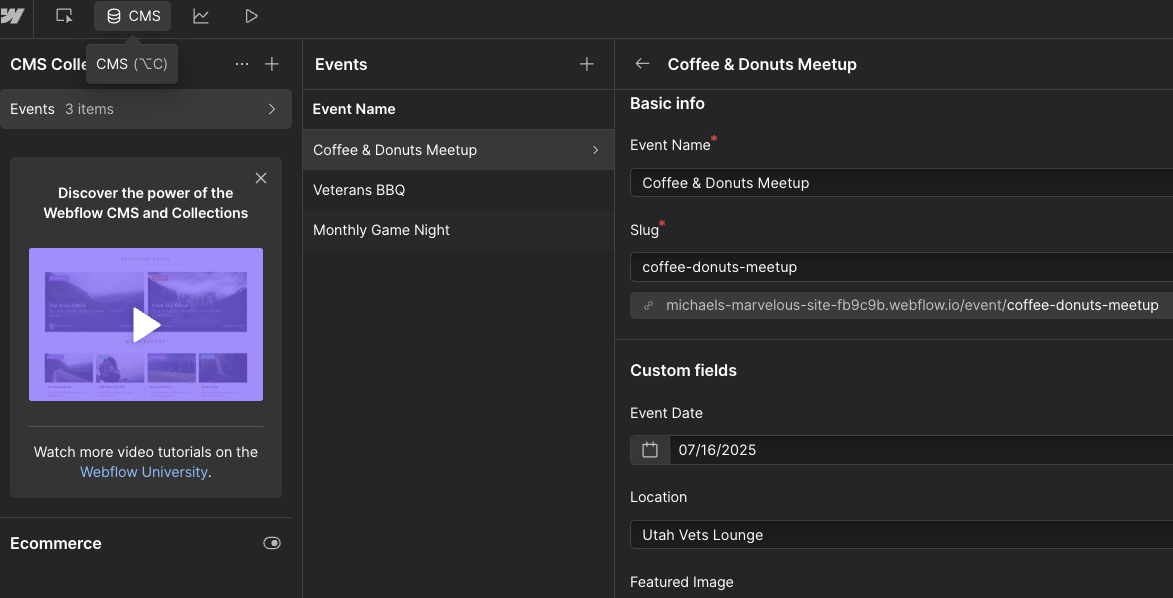 CMS
CMS Colle
CMS (⌥C)
Events 3 items
Discover the power of the
Webflow CMS and Collections
Watch more video tutorials on the
Webflow University.
Ecommerce
Events
Event Name
Coffee & Donuts Meetup
Veterans BBQ
Monthly Game Night
Coffee & Donuts Meetup
Basic info
Event Name*
Coffee & Donuts Meetup
Slug*
coffee-donuts-meetup
michaels-marvelous-site-fb9c9b.webflow.io/event/coffee-donuts-meetup
Custom fields
Event Date
07/16/2025
Location
Utah Vets Lounge
Featured Image